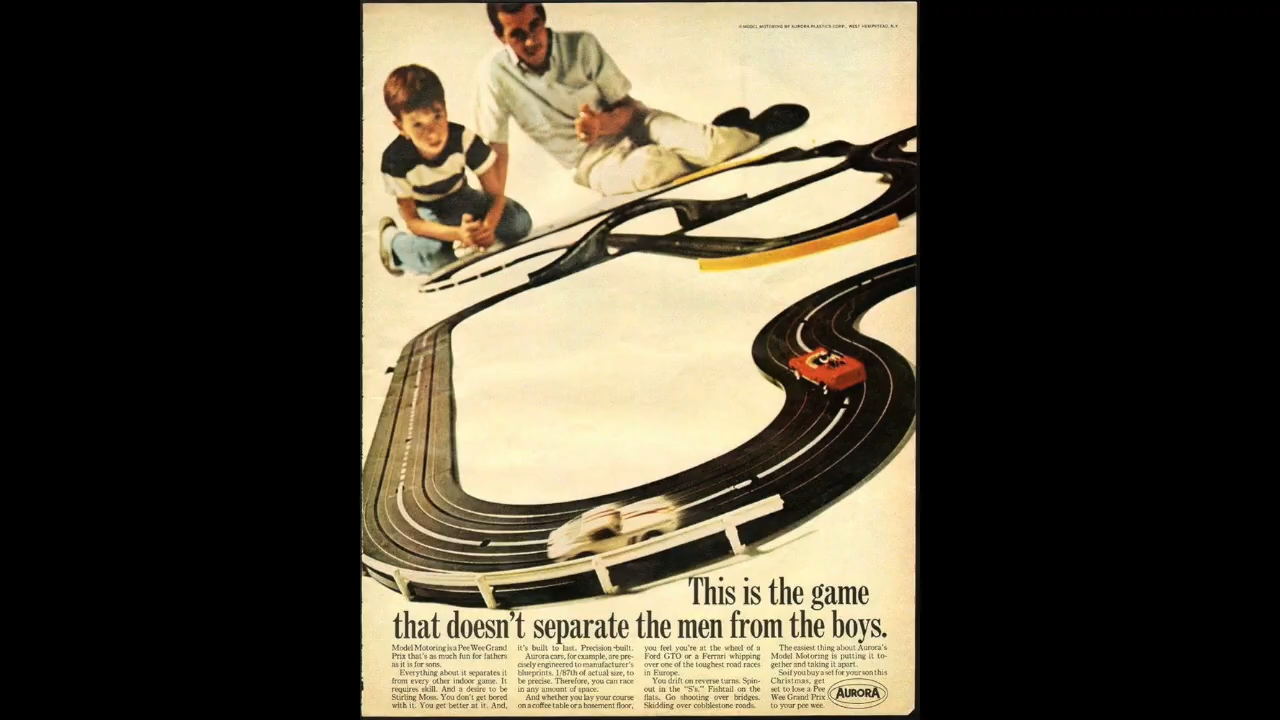 © MODEL MOTORING BY AURORA PLASTICS CORP., WEST HEMPSTEAD, N.Y.
This is the game
that doesn't separate the men from the boys.
Model Motoring is a Pee Wee Grand
Prix that's as much fun for fathers
as it is for sons.
Everything about it separates it
from every other indoor game. It
requires skill. And a desire to be
Stirling Moss. You don't get bored
with it. You get better at it. And,
it's built to last. Precision-built.
Aurora cars, for example, are pre-
cisely engineered to manufacturer's
blueprints. 1/87th of actual size, to
be precise. Therefore, you can race
in any amount of space.
And whether you lay your course
on a coffee table or a basement floor,
you feel you're at the wheel of a
Ford GTO or a Ferrari whipping
over one of the toughest road races
in Europe.
You drift on reverse turns. Spin-
out in the "S's." Fishtail on the
flats. Go shooting over bridges.
Skidding over cobblestone roads.
The easiest thing about Aurora's
Model Motoring is putting it to-
gether and taking it apart.
So if you buy a set for your son this
Christmas, get
set to lose a Pee
Wee Grand Prix
to your pee wee.
AURORA